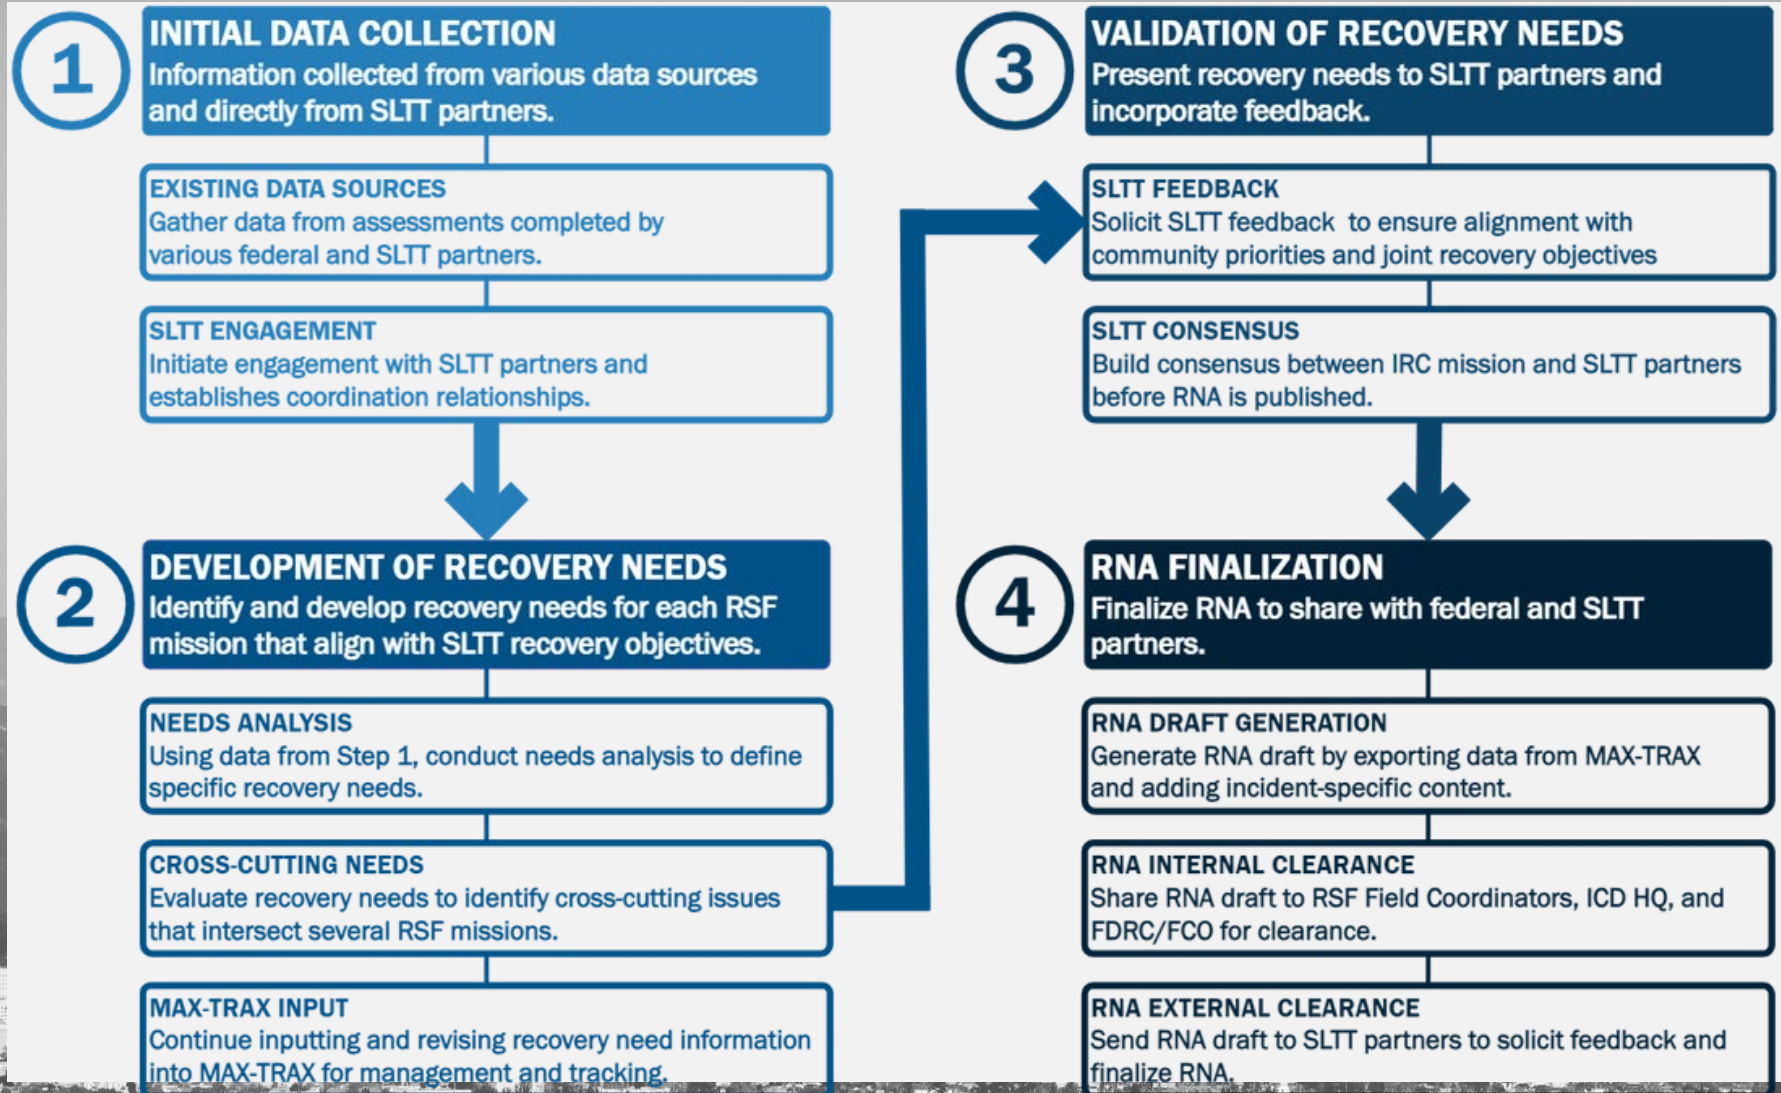 1
INITIAL DATA COLLECTION
Information collected from various data sources
and directly from SLTT partners.
EXISTING DATA SOURCES
Gather data from assessments completed by
various federal and SLTT partners.
SLTT ENGAGEMENT
Initiate engagement with SLTT partners and
establishes coordination relationships.
2
DEVELOPMENT OF RECOVERY NEEDS
Identify and develop recovery needs for each RSF
mission that align with SLTT recovery objectives.
NEEDS ANALYSIS
Using data from Step 1, conduct needs analysis to define
specific recovery needs.
CROSS-CUTTING NEEDS
Evaluate recovery needs to identify cross-cutting issues
that intersect several RSF missions.
MAX-TRAX INPUT
Continue inputting and revising recovery need information
into MAX-TRAX for management and tracking.
3
VALIDATION OF RECOVERY NEEDS
Present recovery needs to SLTT partners and
incorporate feedback.
SLTT FEEDBACK
Solicit SLTT feedback to ensure alignment with
community priorities and joint recovery objectives
SLTT CONSENSUS
Build consensus between IRC mission and SLTT partners
before RNA is published.
4
RNA FINALIZATION
Finalize RNA to share with federal and SLTT
partners.
RNA DRAFT GENERATION
Generate RNA draft by exporting data from MAX-TRAX
and adding incident-specific content.
RNA INTERNAL CLEARANCE
Share RNA draft to RSF Field Coordinators, ICD HQ, and
FDRC/FCO for clearance.
RNA EXTERNAL CLEARANCE
Send RNA draft to SLTT partners to solicit feedback and
finalize RNA.